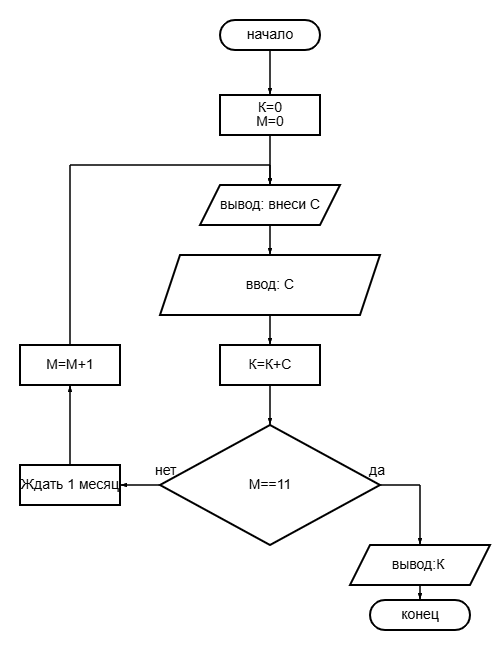 начало
К=0
М=0
вывод: внеси С
ввод: С
М=М+1
К=К+С
нет
да
Ждать 1 месяц
М==11
вывод:К
конец